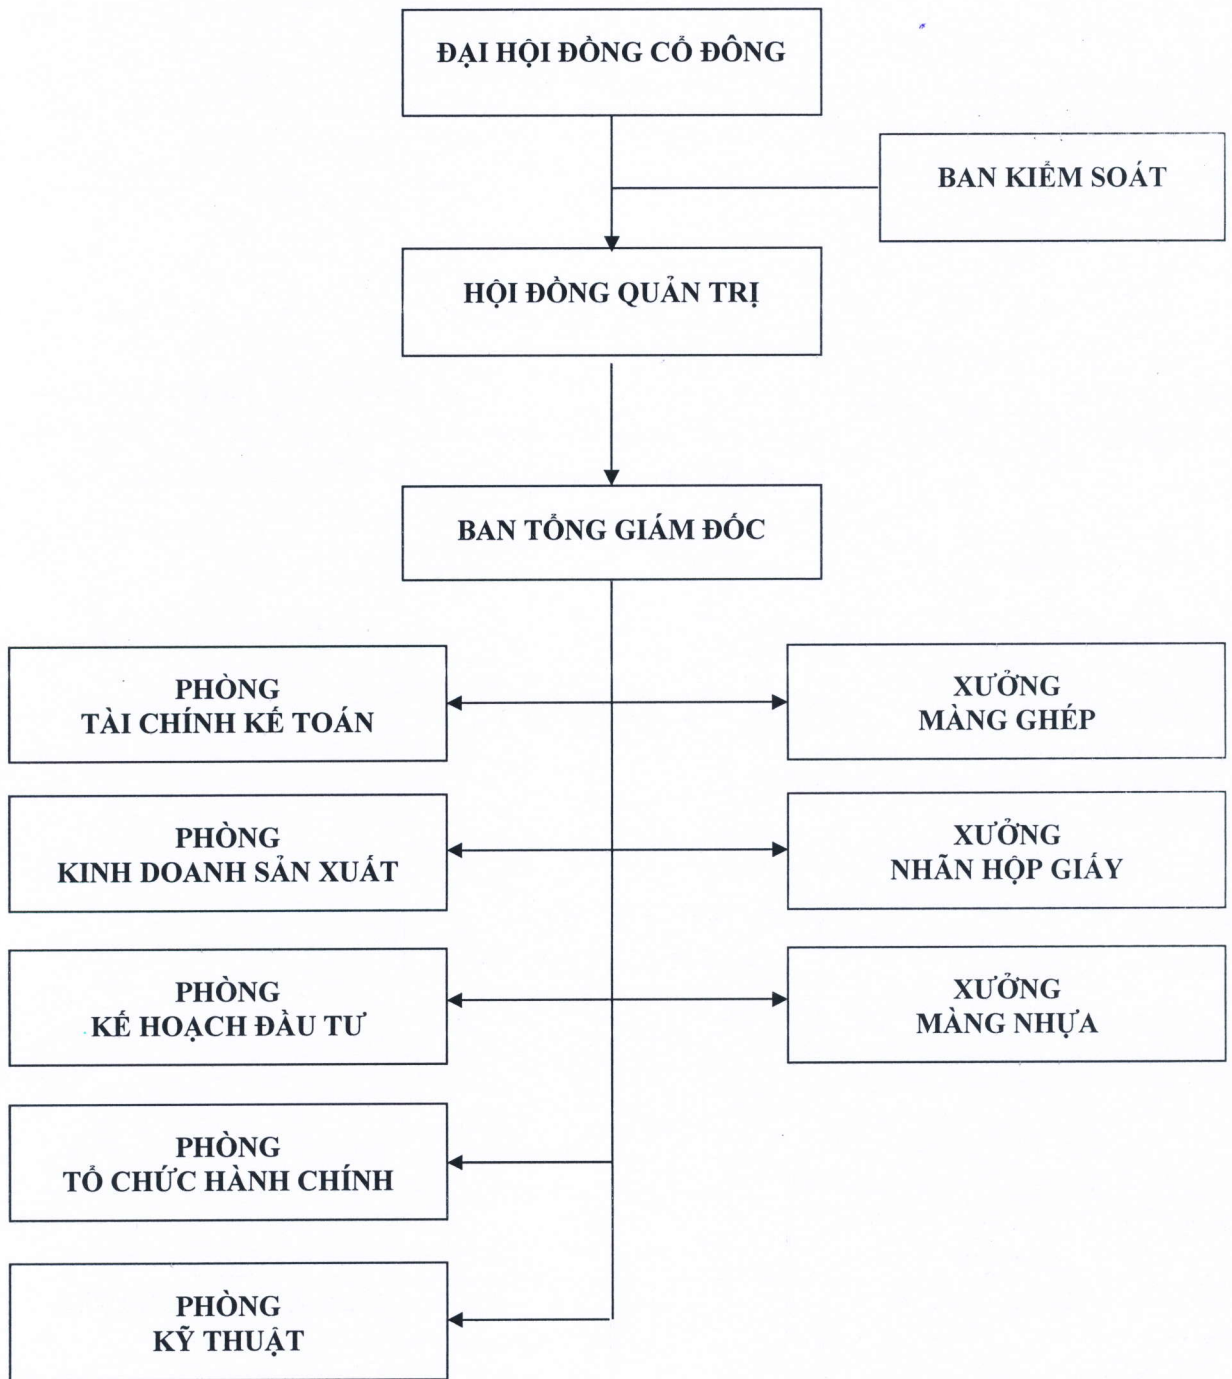 ĐẠI HỘI ĐỒNG CỔ ĐÔNG
BAN KIỂM SOÁT
HỘI ĐỒNG QUẢN TRỊ
BAN TỔNG GIÁM ĐỐC
PHÒNG
TÀI CHÍNH KẾ TOÁN
XƯỞNG
MÀNG GHÉP
PHÒNG
KINH DOANH SẢN XUẤT
XƯỞNG
NHÃN HỘP GIẤY
PHÒNG
KẾ HOẠCH ĐẦU TƯ
XƯỞNG
MÀNG NHỰA
PHÒNG
TỔ CHỨC HÀNH CHÍNH
PHÒNG
KỸ THUẬT